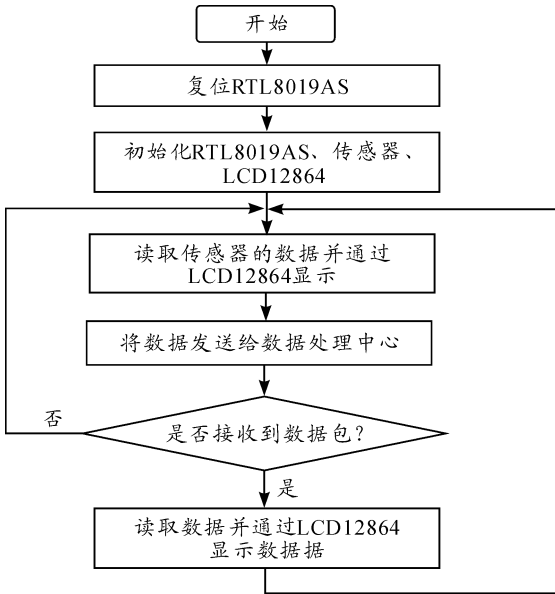 开始
复位RTL8019AS
初始化RTL8019AS、传感器、
LCD12864
读取传感器的数据并通过
LCD12864显示
将数据发送给数据处理中心
否
是否接收到数据包?
是
读取数据并通过LCD12864
显示数据据